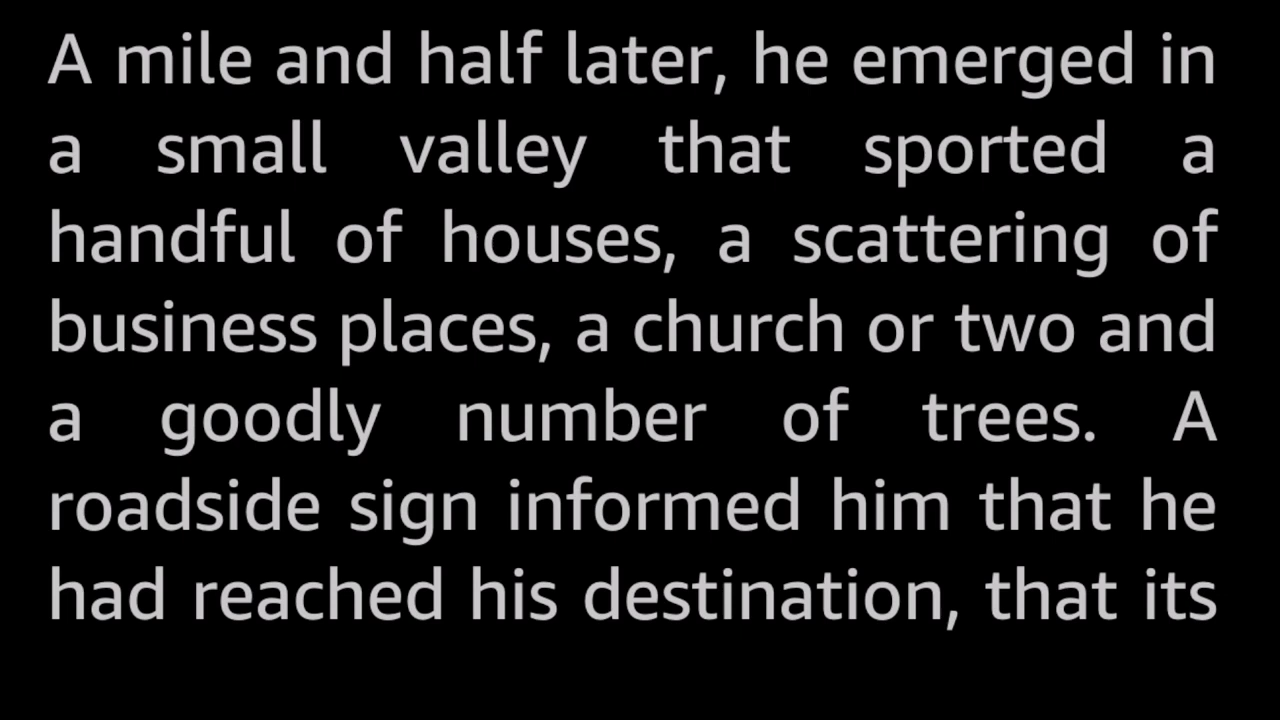 A mile and half later, he emerged in
a small valley that sported a
handful of houses, a scattering of
business places, a church or two and
a goodly number of trees. A
roadside sign informed him that he
had reached his destination, that its